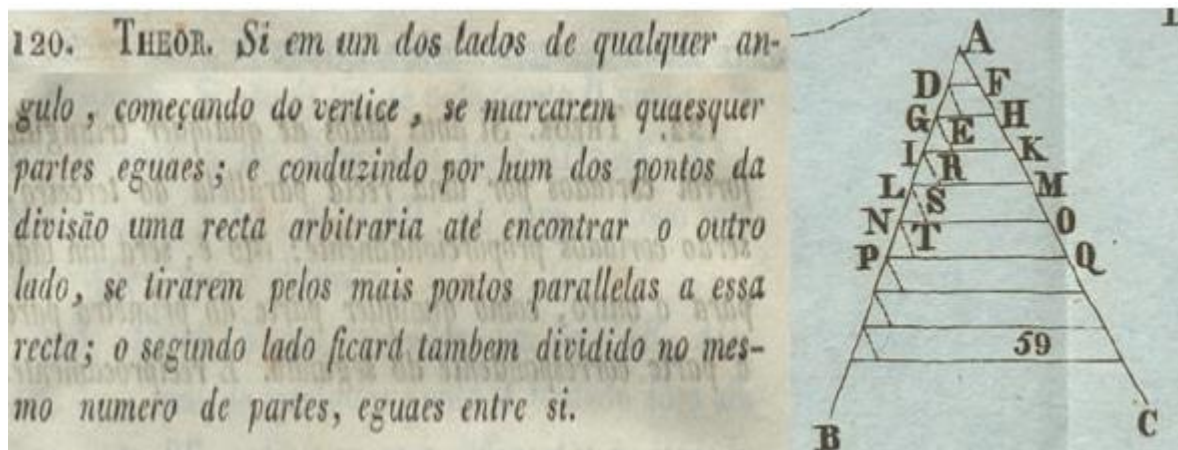 120. THEOR. Si em un dos lados de qualquer an-
gulo, começando do vertice, se marcarem quaesquer
partes eguaes; e conduzindo por hum dos pontos da
divisão uma recta arbitraria até encontrar o outro
lado, se tirarem pelos mais pontos parallelas a essa
recta; o segundo lado ficard tambem dividido no mes-
mo numero de partes, eguaes entre si.
A
D F
G E H
I R K
L S M
N T O
P Q
59
B C